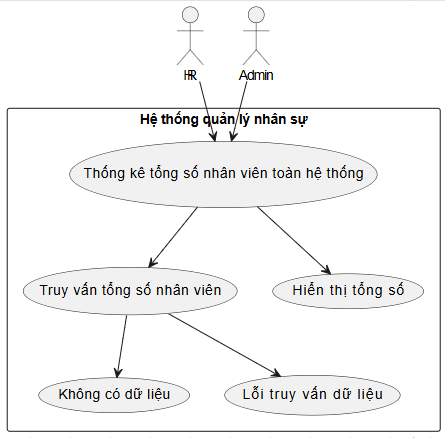 HR
Admin
Hệ thống quản lý nhân sự
Thống kê tổng số nhân viên toàn hệ thống
Truy vấn tổng số nhân viên
Hiển thị tổng số
Không có dữ liệu
Lỗi truy vấn dữ liệu